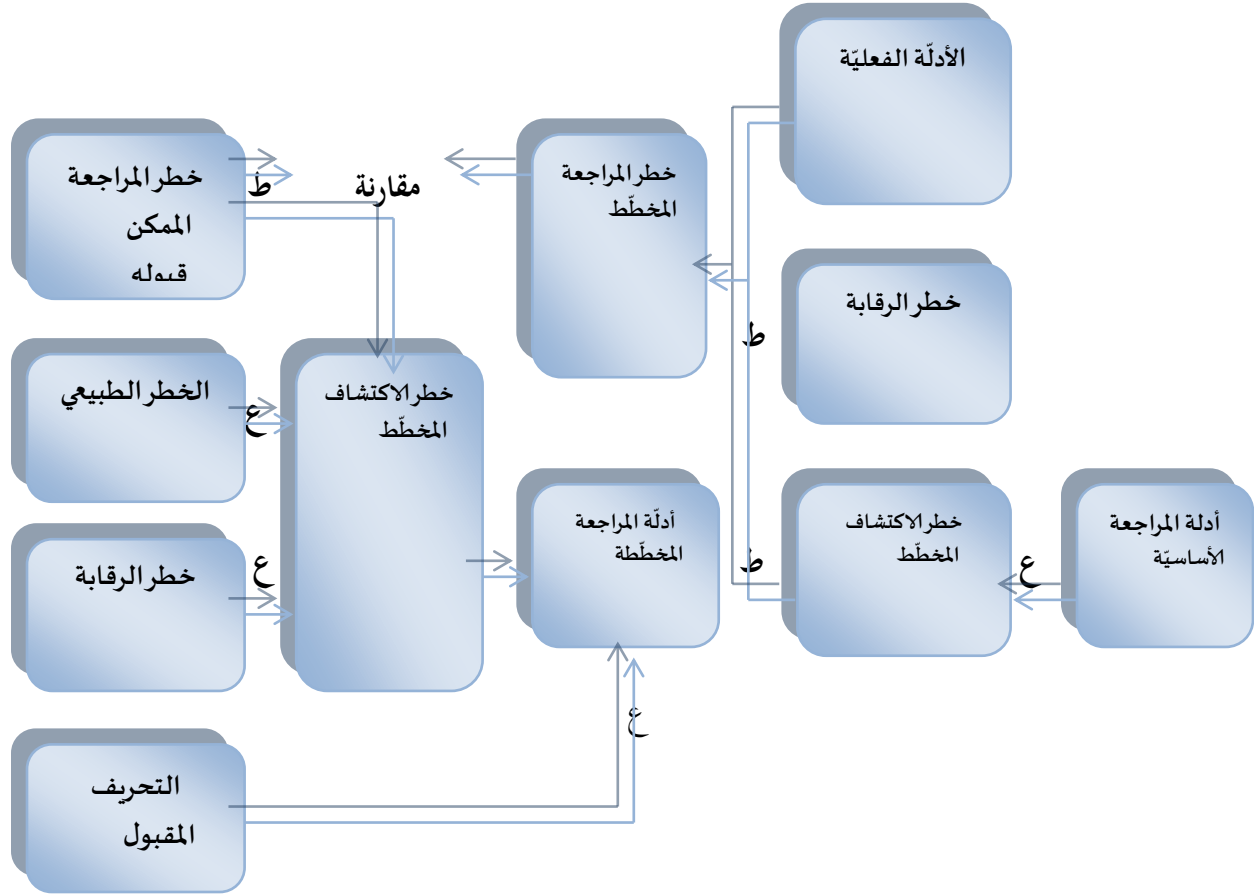 الأدلّة الفعليّة
خطر المراجعة
الممكن
قبوله
ط
مقارنة
خطر المراجعة
المخطّط
خطر الرقابة
ط
الخطر الطبيعي
ع
خطر الاكتشاف
المخطّط
أدلّة المراجعة
المخطّطة
خطر الاكتشاف
المخطّط
أدلة المراجعة
الأساسيّة
ط
ع
خطر الرقابة
ع
ع
التحريف
المقبول